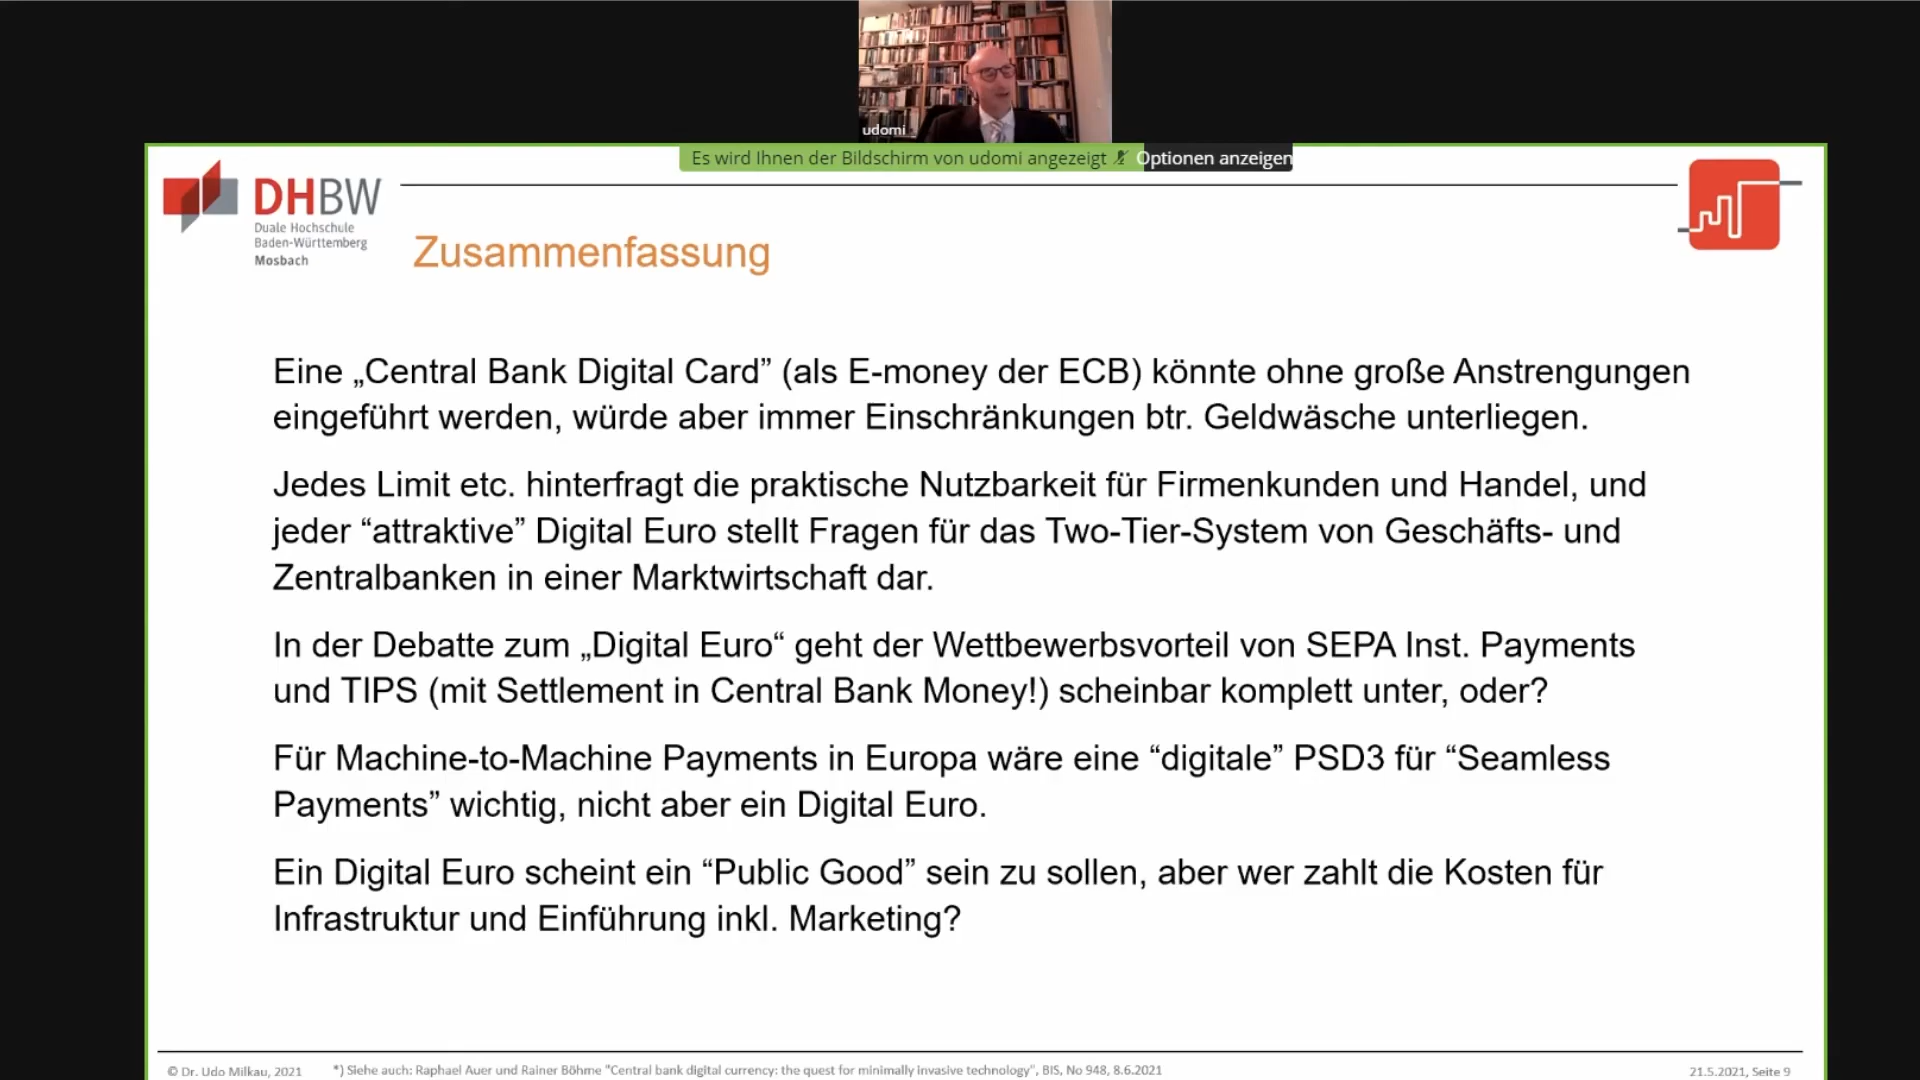 udomi
Es wird Ihnen der Bildschirm von udomi angezeigt Optionen anzeigen
DHBW
Duale Hochschule
Baden-Württemberg
Mosbach
Zusammenfassung
Eine „Central Bank Digital Card” (als E-money der ECB) könnte ohne große Anstrengungen
eingeführt werden, würde aber immer Einschränkungen btr. Geldwäsche unterliegen.
Jedes Limit etc. hinterfragt die praktische Nutzbarkeit für Firmenkunden und Handel, und
jeder “attraktive” Digital Euro stellt Fragen für das Two-Tier-System von Geschäfts- und
Zentralbanken in einer Marktwirtschaft dar.
In der Debatte zum „Digital Euro“ geht der Wettbewerbsvorteil von SEPA Inst. Payments
und TIPS (mit Settlement in Central Bank Money!) scheinbar komplett unter, oder?
Für Machine-to-Machine Payments in Europa wäre eine “digitale” PSD3 für “Seamless
Payments” wichtig, nicht aber ein Digital Euro.
Ein Digital Euro scheint ein “Public Good” sein zu sollen, aber wer zahlt die Kosten für
Infrastruktur und Einführung inkl. Marketing?
© Dr. Udo Milkau, 2021 *) Siehe auch: Raphael Auer und Rainer Böhme "Central bank digital currency: the quest for minimally invasive technology", BIS, No 948, 8.6.2021 21.5.2021, Seite 9